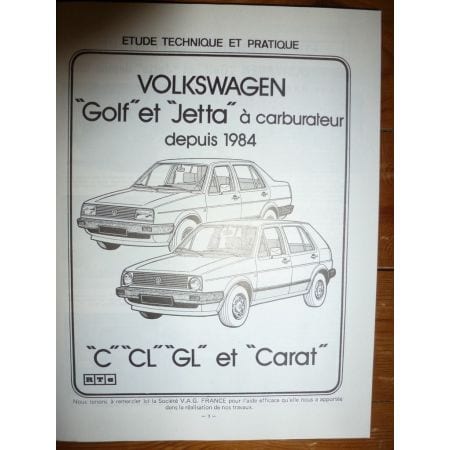 ETUDE TECHNIQUE ET PRATIQUE
VOLKSWAGEN
"Golf" et "Jetta" à carburateur
depuis 1984
"C" "CL" "GL" et "Carat"
RTa
Nous tenons à remercier ici la Société V.A.G. FRANCE pour l'aide efficace qu'elle nous a apportée
dans la réalisation de nos travaux.
— 3 —